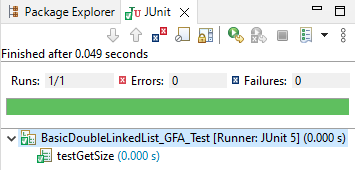 Package Explorer JUnit
Finished after 0.049 seconds
Runs: 1/1 Errors: 0 Failures: 0
BasicDoubleLinkedList_GFA_Test [Runner: JUnit 5] (0.000 s)
testGetSize (0.000 s)